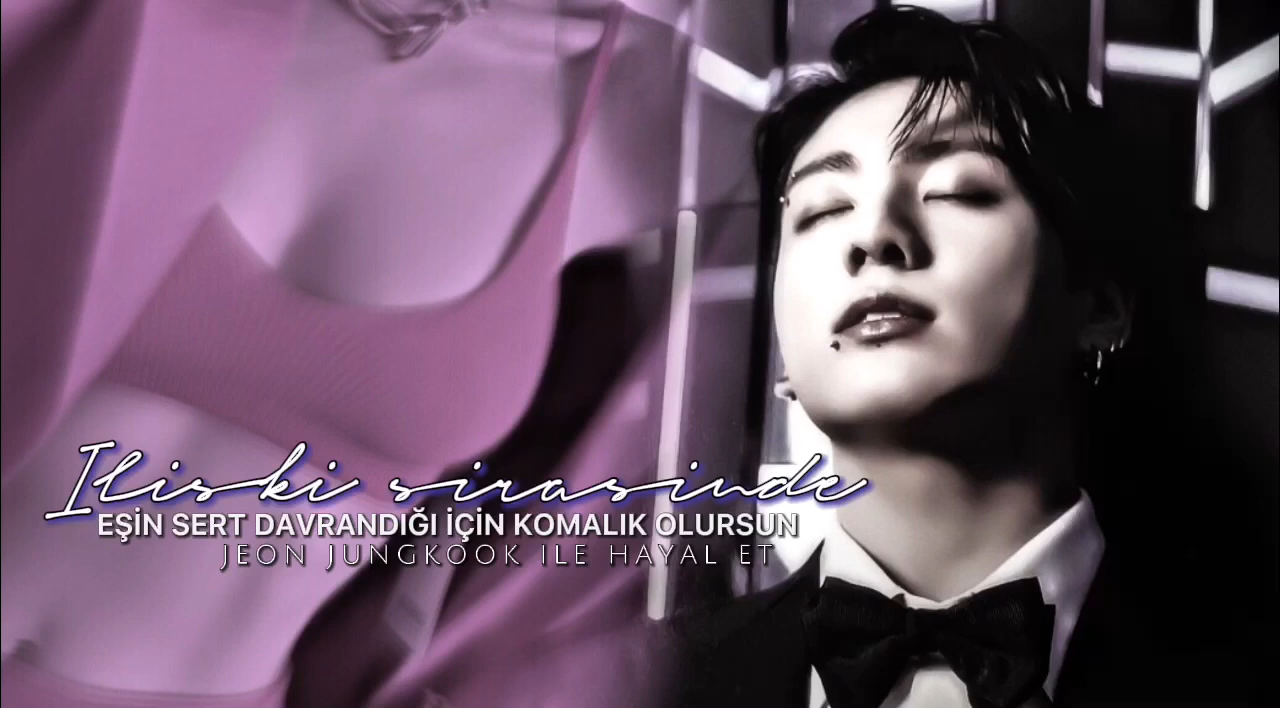 Iliski sirasinde
EŞİN SERT DAVRANDIĞI İÇİN KOMALIK OLURSUN
JEON JUNGKOOK ILE HAYAL ET